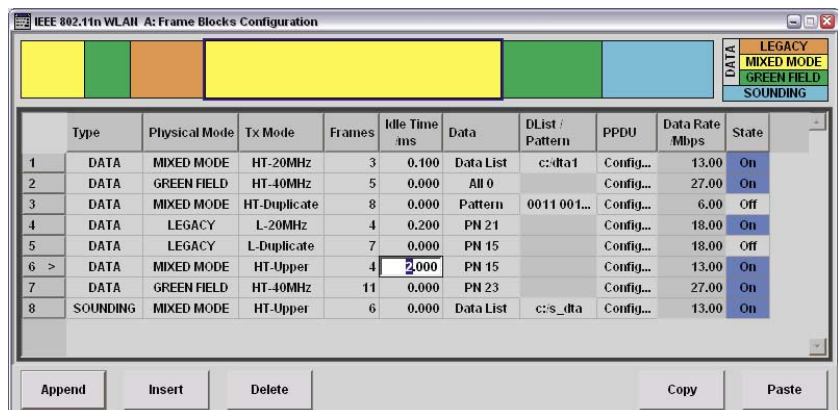 IEEE 802.11n WLAN A: Frame Blocks Configuration
DATA
LEGACY
MIXED MODE
GREEN FIELD
SOUNDING
Type Physical Mode Tx Mode Frames Idle Time /ms Data DList / Pattern PPDU Data Rate /Mbps State
1 DATA MIXED MODE HT-20MHz 3 0.100 Data List c:/dta1 Config... 13.00 On
2 DATA GREEN FIELD HT-40MHz 5 0.000 All 0 Config... 27.00 On
3 DATA MIXED MODE HT-Duplicate 8 0.000 Pattern 0011 001... Config... 6.00 Off
4 DATA LEGACY L-20MHz 4 0.200 PN 21 Config... 18.00 On
5 DATA LEGACY L-Duplicate 7 0.000 PN 15 Config... 18.00 Off
6 > DATA MIXED MODE HT-Upper 4 2.000 PN 15 Config... 13.00 On
7 DATA GREEN FIELD HT-40MHz 11 0.000 PN 23 Config... 27.00 On
8 SOUNDING MIXED MODE HT-Upper 6 0.000 Data List c:/s_dta Config... 13.00 On
Append Insert Delete Copy Paste